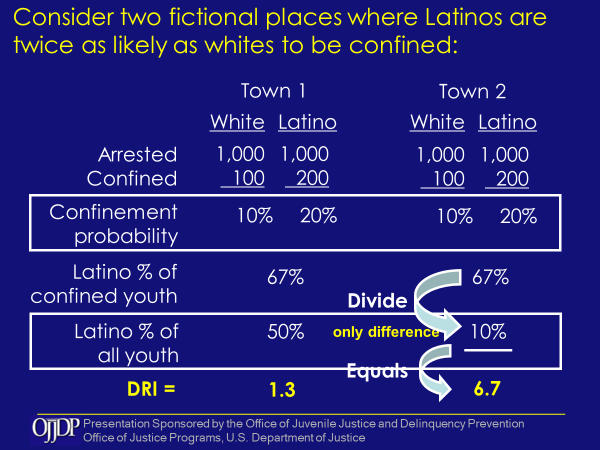 Consider two fictional places where Latinos are
twice as likely as whites to be confined:
Town 1 Town 2
White Latino White Latino
Arrested 1,000 1,000 1,000 1,000
Confined 100 200 100 200
Confinement probability 10% 20% 10% 20%
Latino % of confined youth 67% 67%
Divide
Latino % of all youth 50% only difference 10%
Equals
DRI = 1.3 6.7
OJJDP Presentation Sponsored by the Office of Juvenile Justice and Delinquency Prevention
Office of Justice Programs, U.S. Department of Justice